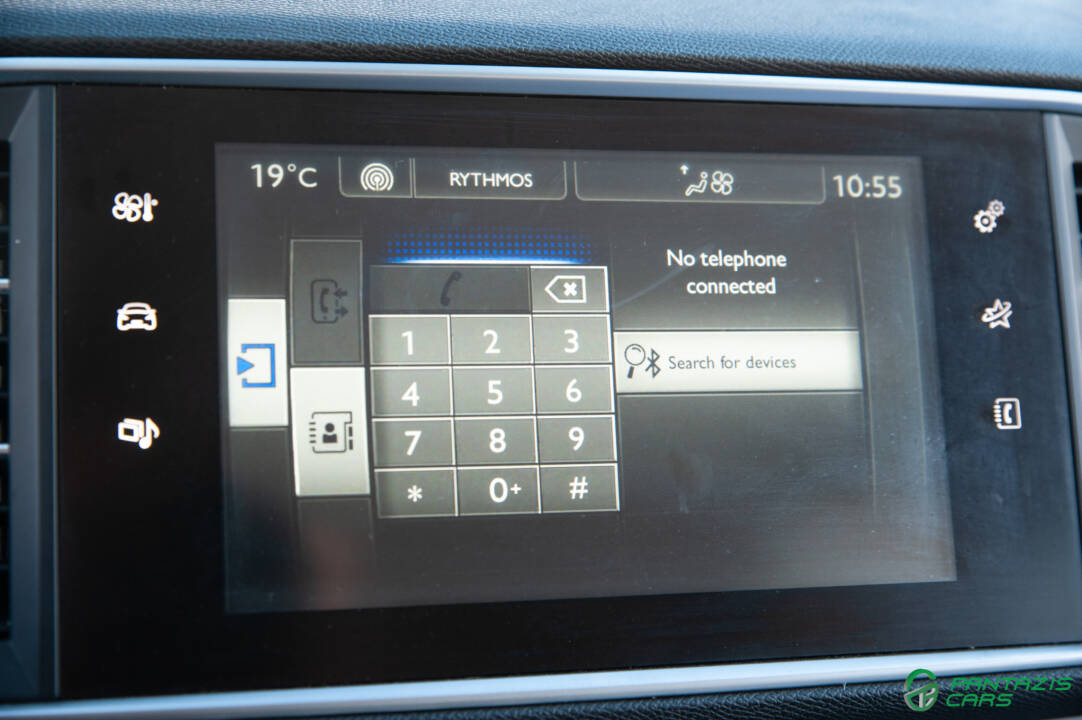 19°C RYTHMOS 10:55
No telephone
connected
1 2 3
Search for devices
4 5 6
7 8 9
* 0+ #
PANTAZIS
CARS